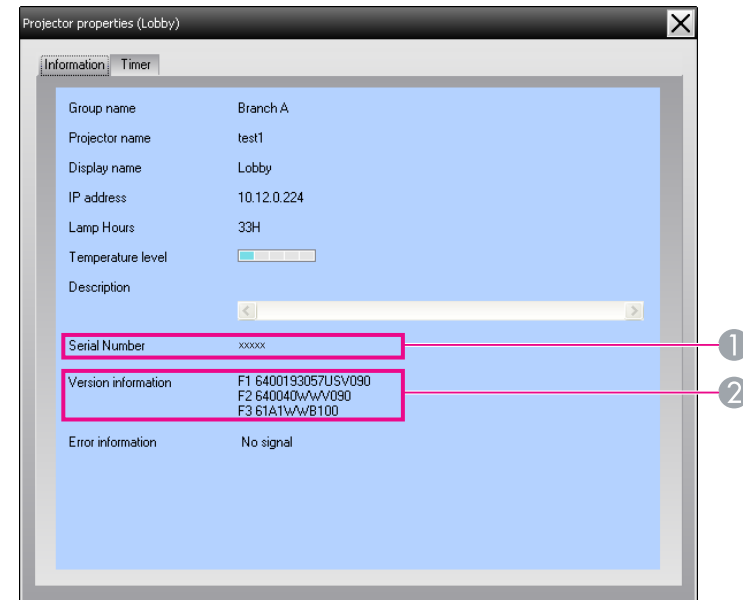 Projector properties (Lobby)
Information Timer
Group name Branch A
Projector name test1
Display name Lobby
IP address 10.12.0.224
Lamp Hours 33H
Temperature level
Description
Serial Number xxxxx
1
Version information F1 6400193057USV090
F2 640040WWV090
2
F3 61A1WWB100
Error information No signal